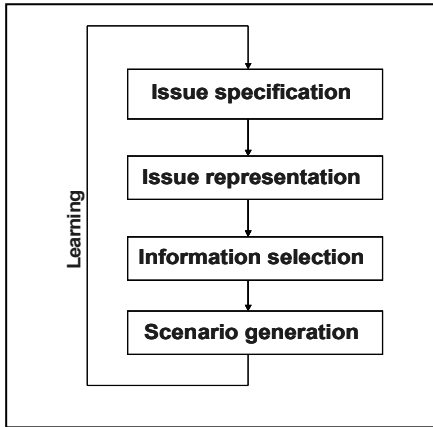 Issue specification
Issue representation
Information selection
Scenario generation
Learning